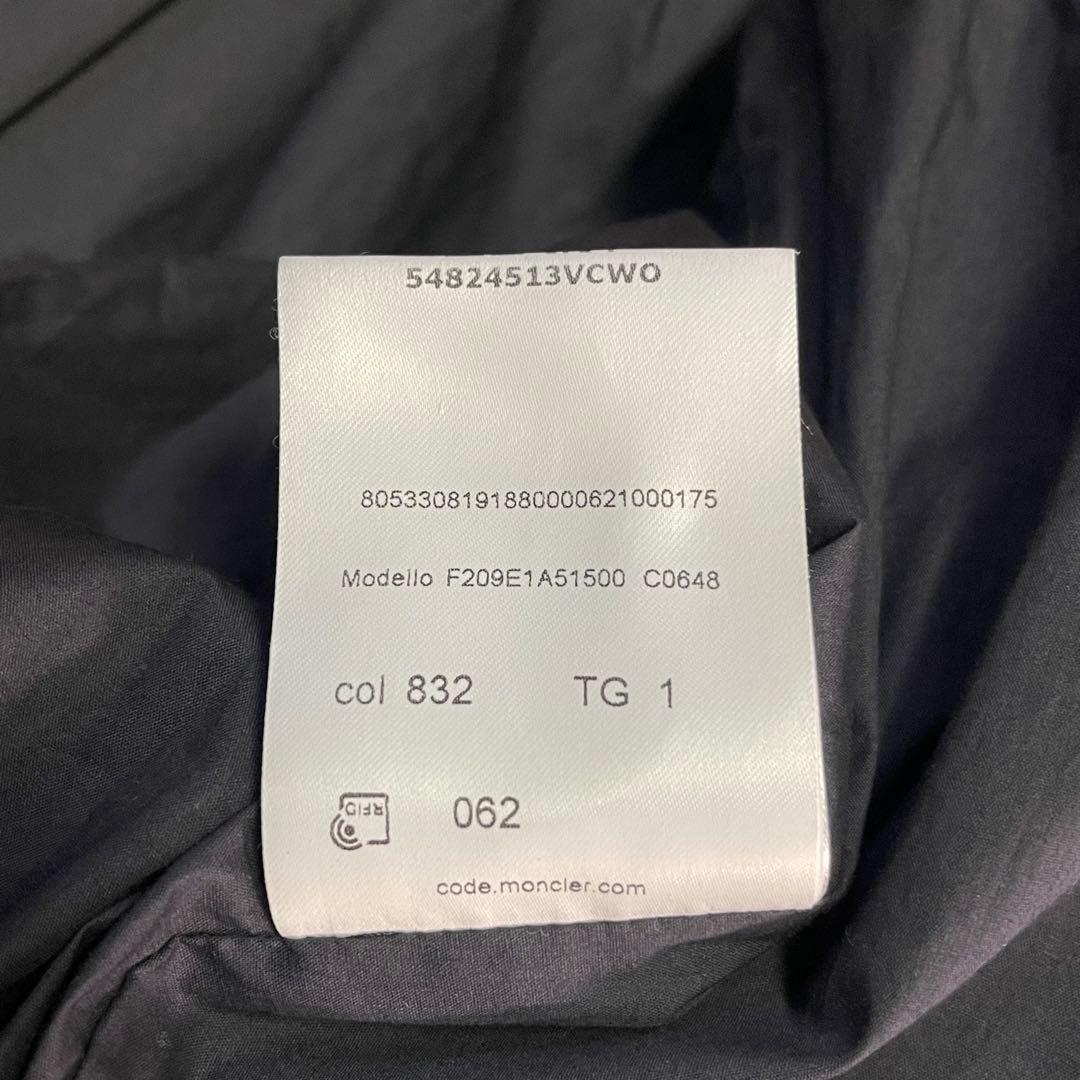 54824513VCWO
8053308191880000621000175
Modello F209E1A51500 C0648
col 832 TG 1
RFID 062
code.moncler.com